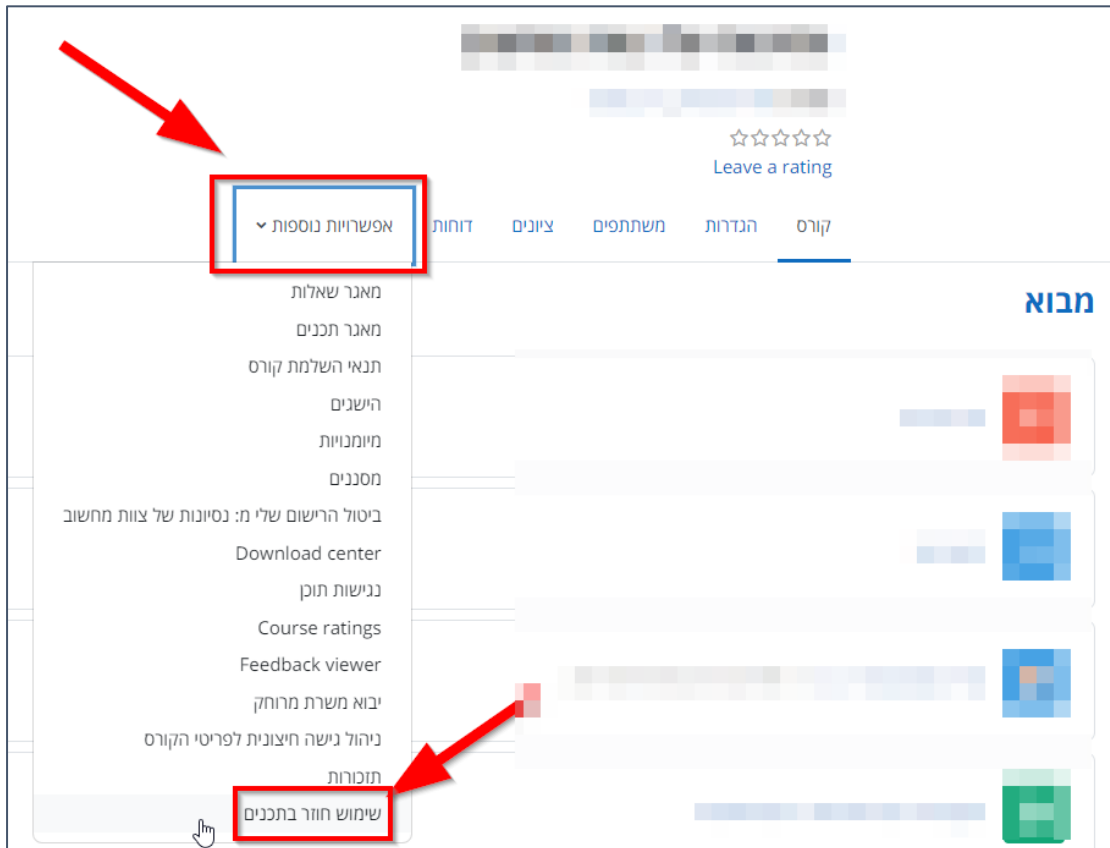 Leave a rating
קורס
הגדרות
משתתפים
ציונים
דוחות
אפשרויות נוספות
מבוא
מאגר שאלות
מאגר תכנים
תנאי השלמת קורס
הישגים
מיומנויות
מסננים
ביטול הרישום שלי מ: נסיונות של צוות מחשוב
Download center
נגישות תוכן
Course ratings
Feedback viewer
יבוא משרת מרוחק
ניהול גישה חיצונית לפריטי הקורס
תזכורות
שימוש חוזר בתכנים